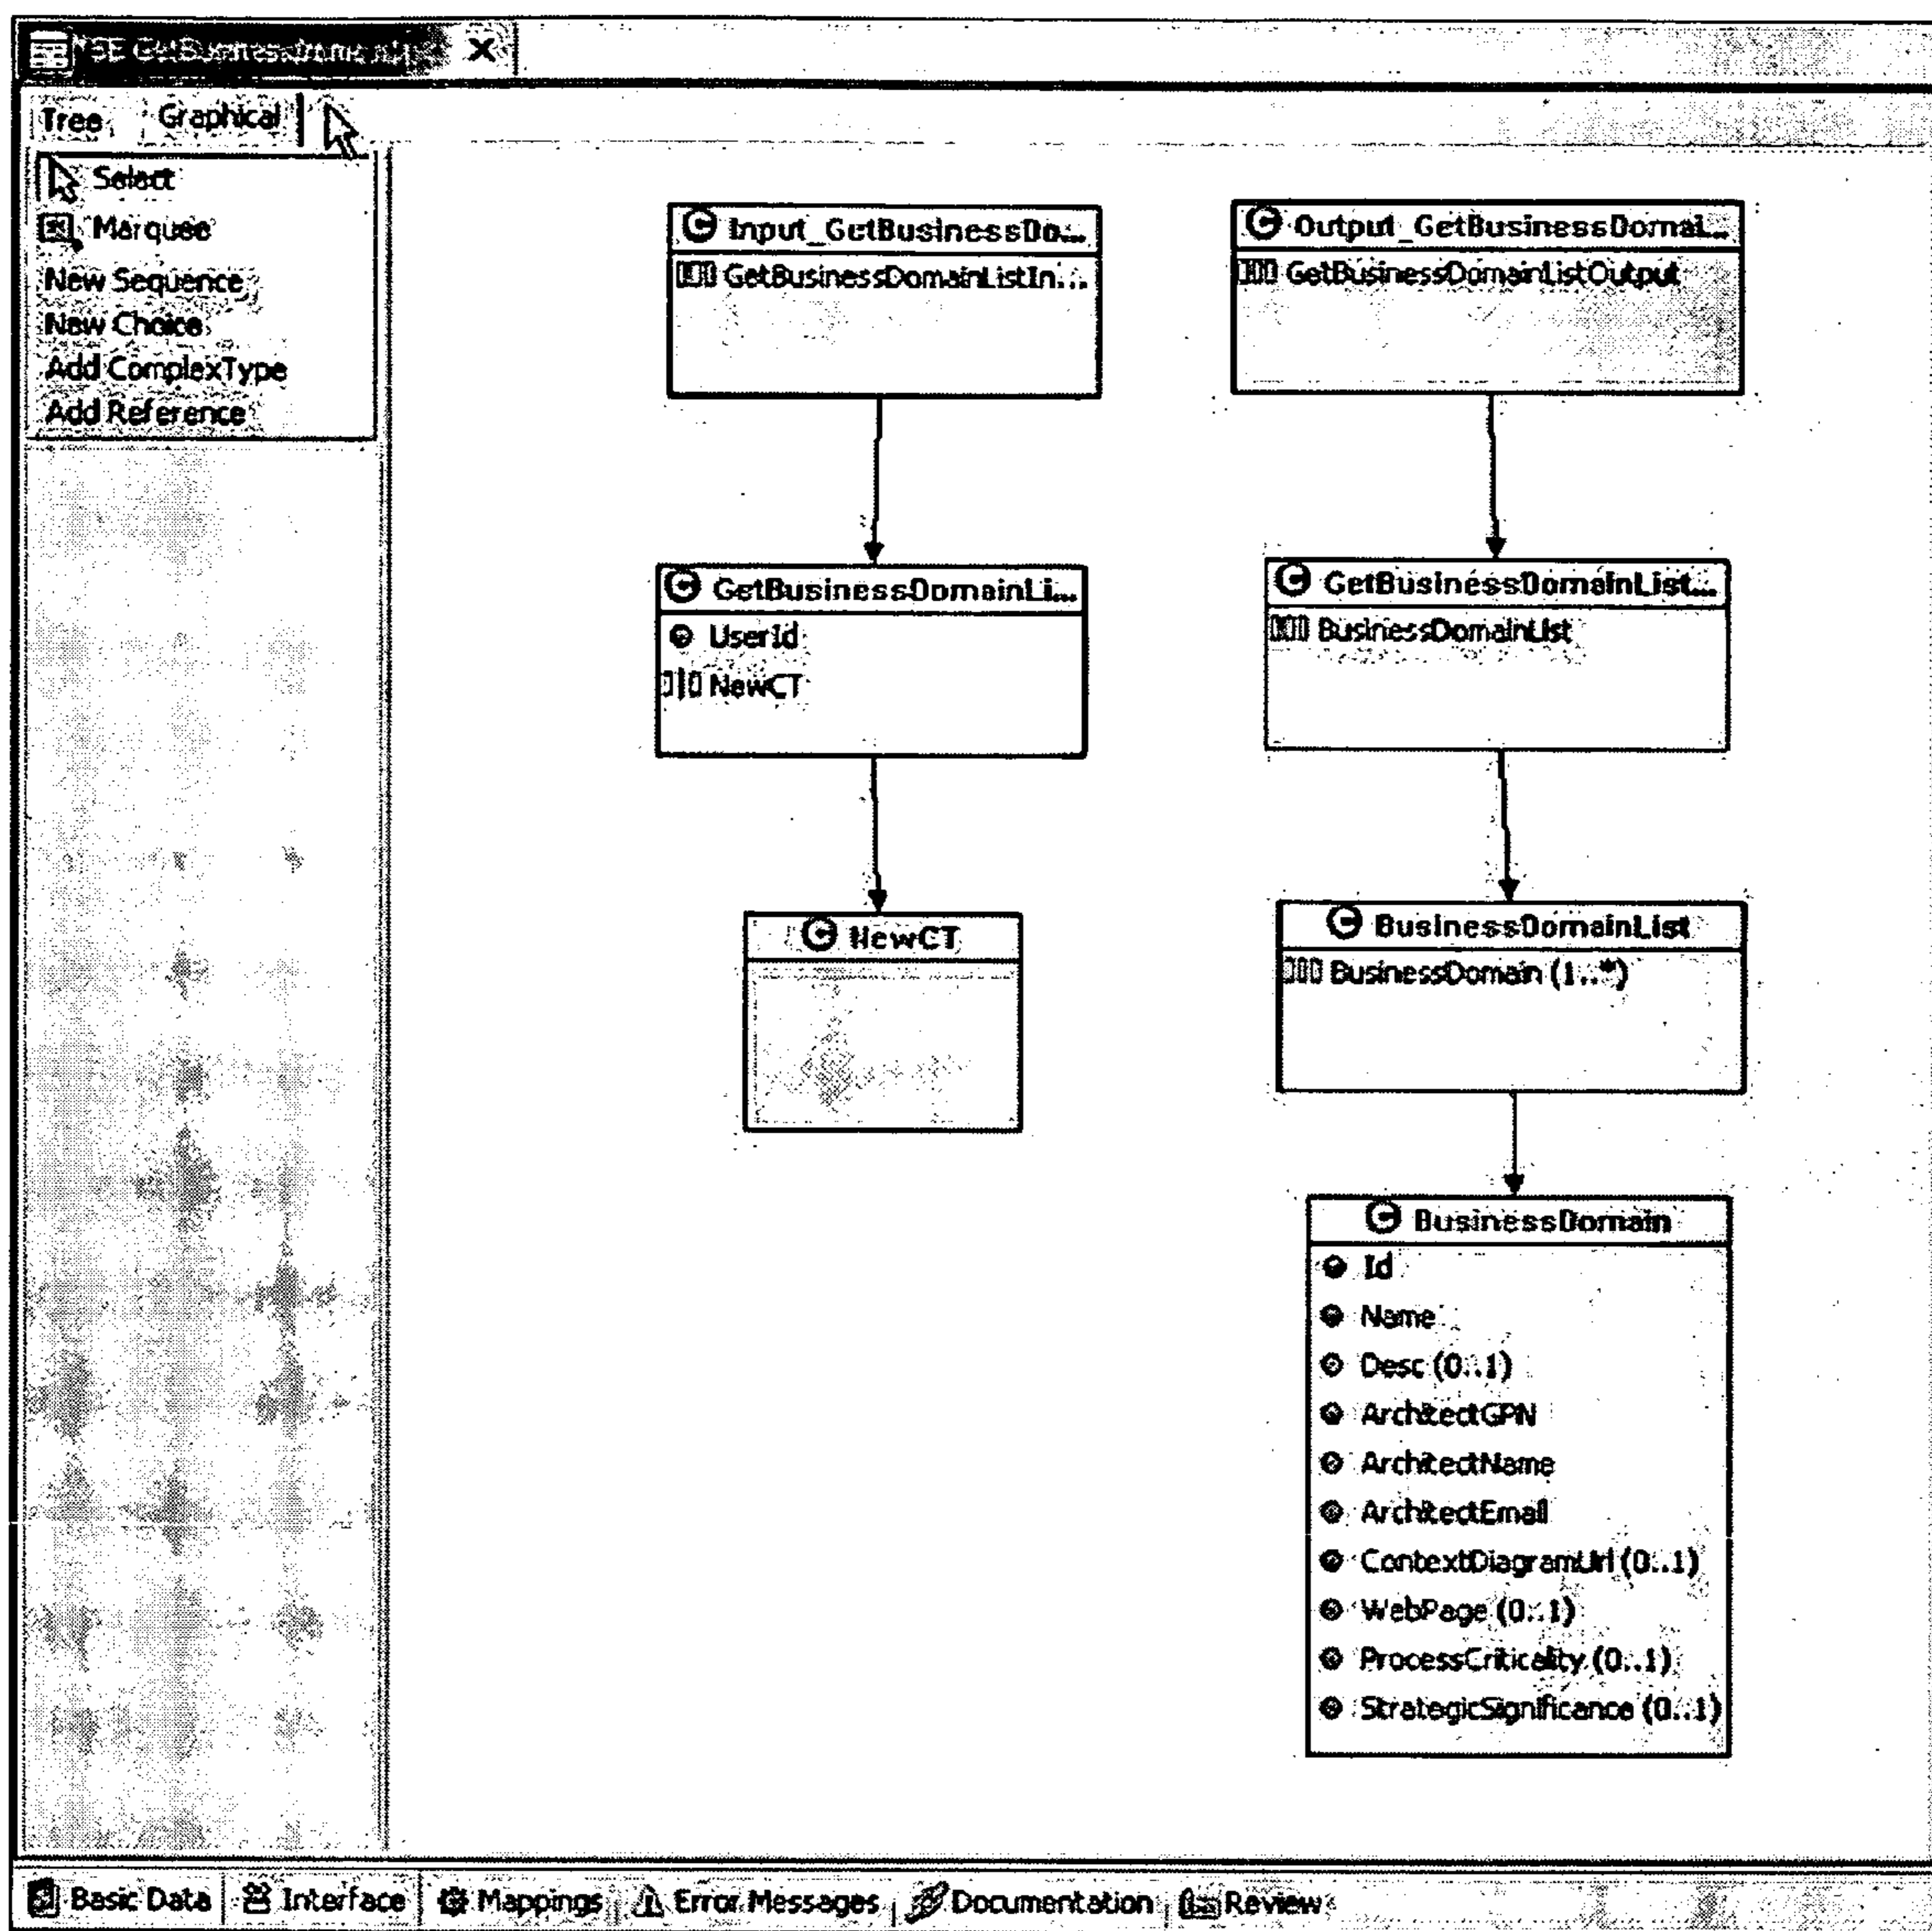 Tree Graphical
Select
Marquee
New Sequence
New Choice
Add ComplexType
Add Reference
Input_GetBusinessDo...
GetBusinessDomainListIn...
Output_GetBusinessDomai...
GetBusinessDomainListOutput
GetBusinessDomainLi...
UserId
NewCT
GetBusinessDomainList...
BusinessDomainList
NewCT
BusinessDomainList
BusinessDomain (1..*)
BusinessDomain
Id
Name
Desc (0..1)
ArchitectGPN
ArchitectName
ArchitectEmail
ContextDiagramUrl (0..1)
WebPage (0..1)
ProcessCriticality (0..1)
StrategicSignificance (0..1)
Basic Data Interface Mappings Error Messages Documentation Review